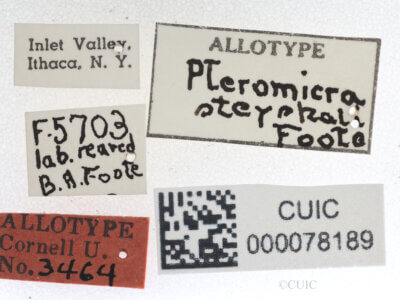 Inlet Valley,
Ithaca, N. Y.
ALLOTYPE
Pteromicra
steyskali
Foote
F.5703
lab. reared
B.A. Foote
ALLOTYPE
Cornell U.
No. 3464
CUIC
000078189
©CUIC